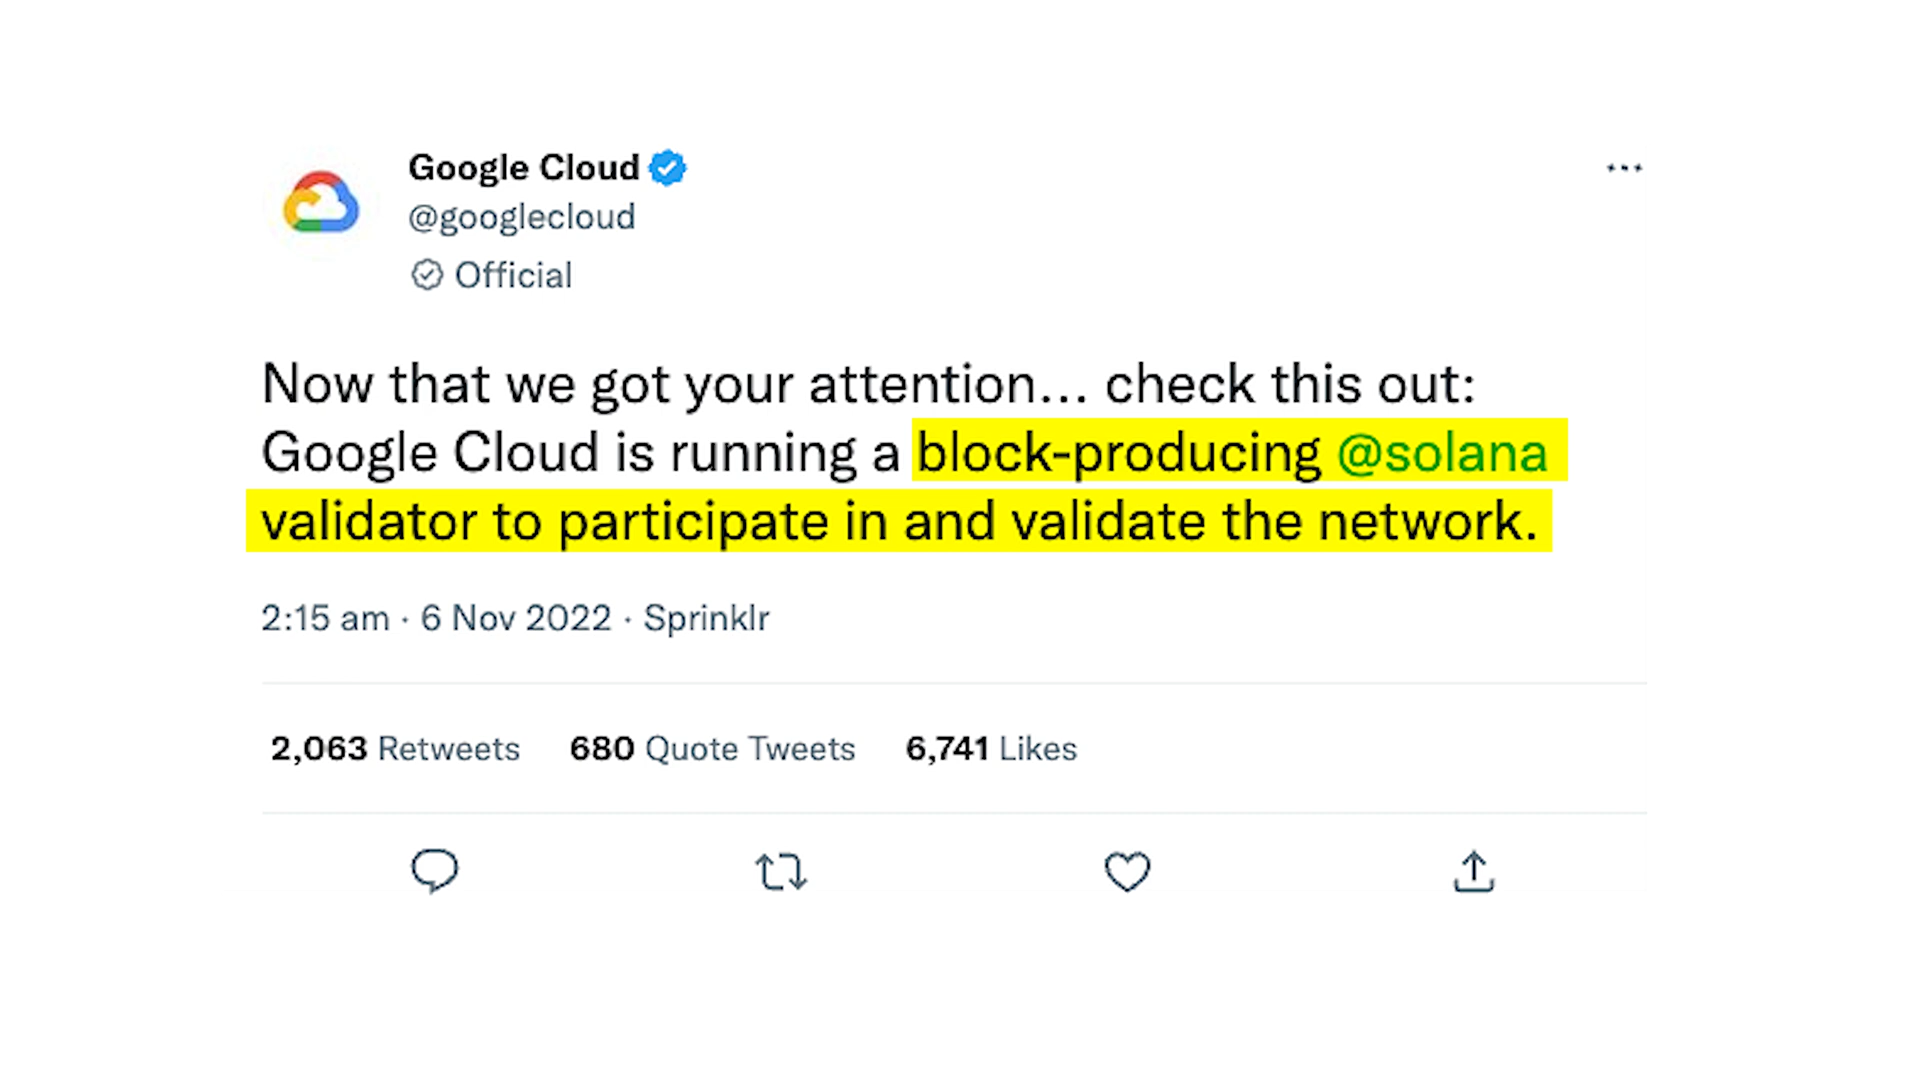 Google Cloud
@googlecloud
Official
Now that we got your attention... check this out:
Google Cloud is running a block-producing @solana
validator to participate in and validate the network.
2:15 am · 6 Nov 2022 · Sprinklr
2,063 Retweets 680 Quote Tweets 6,741 Likes